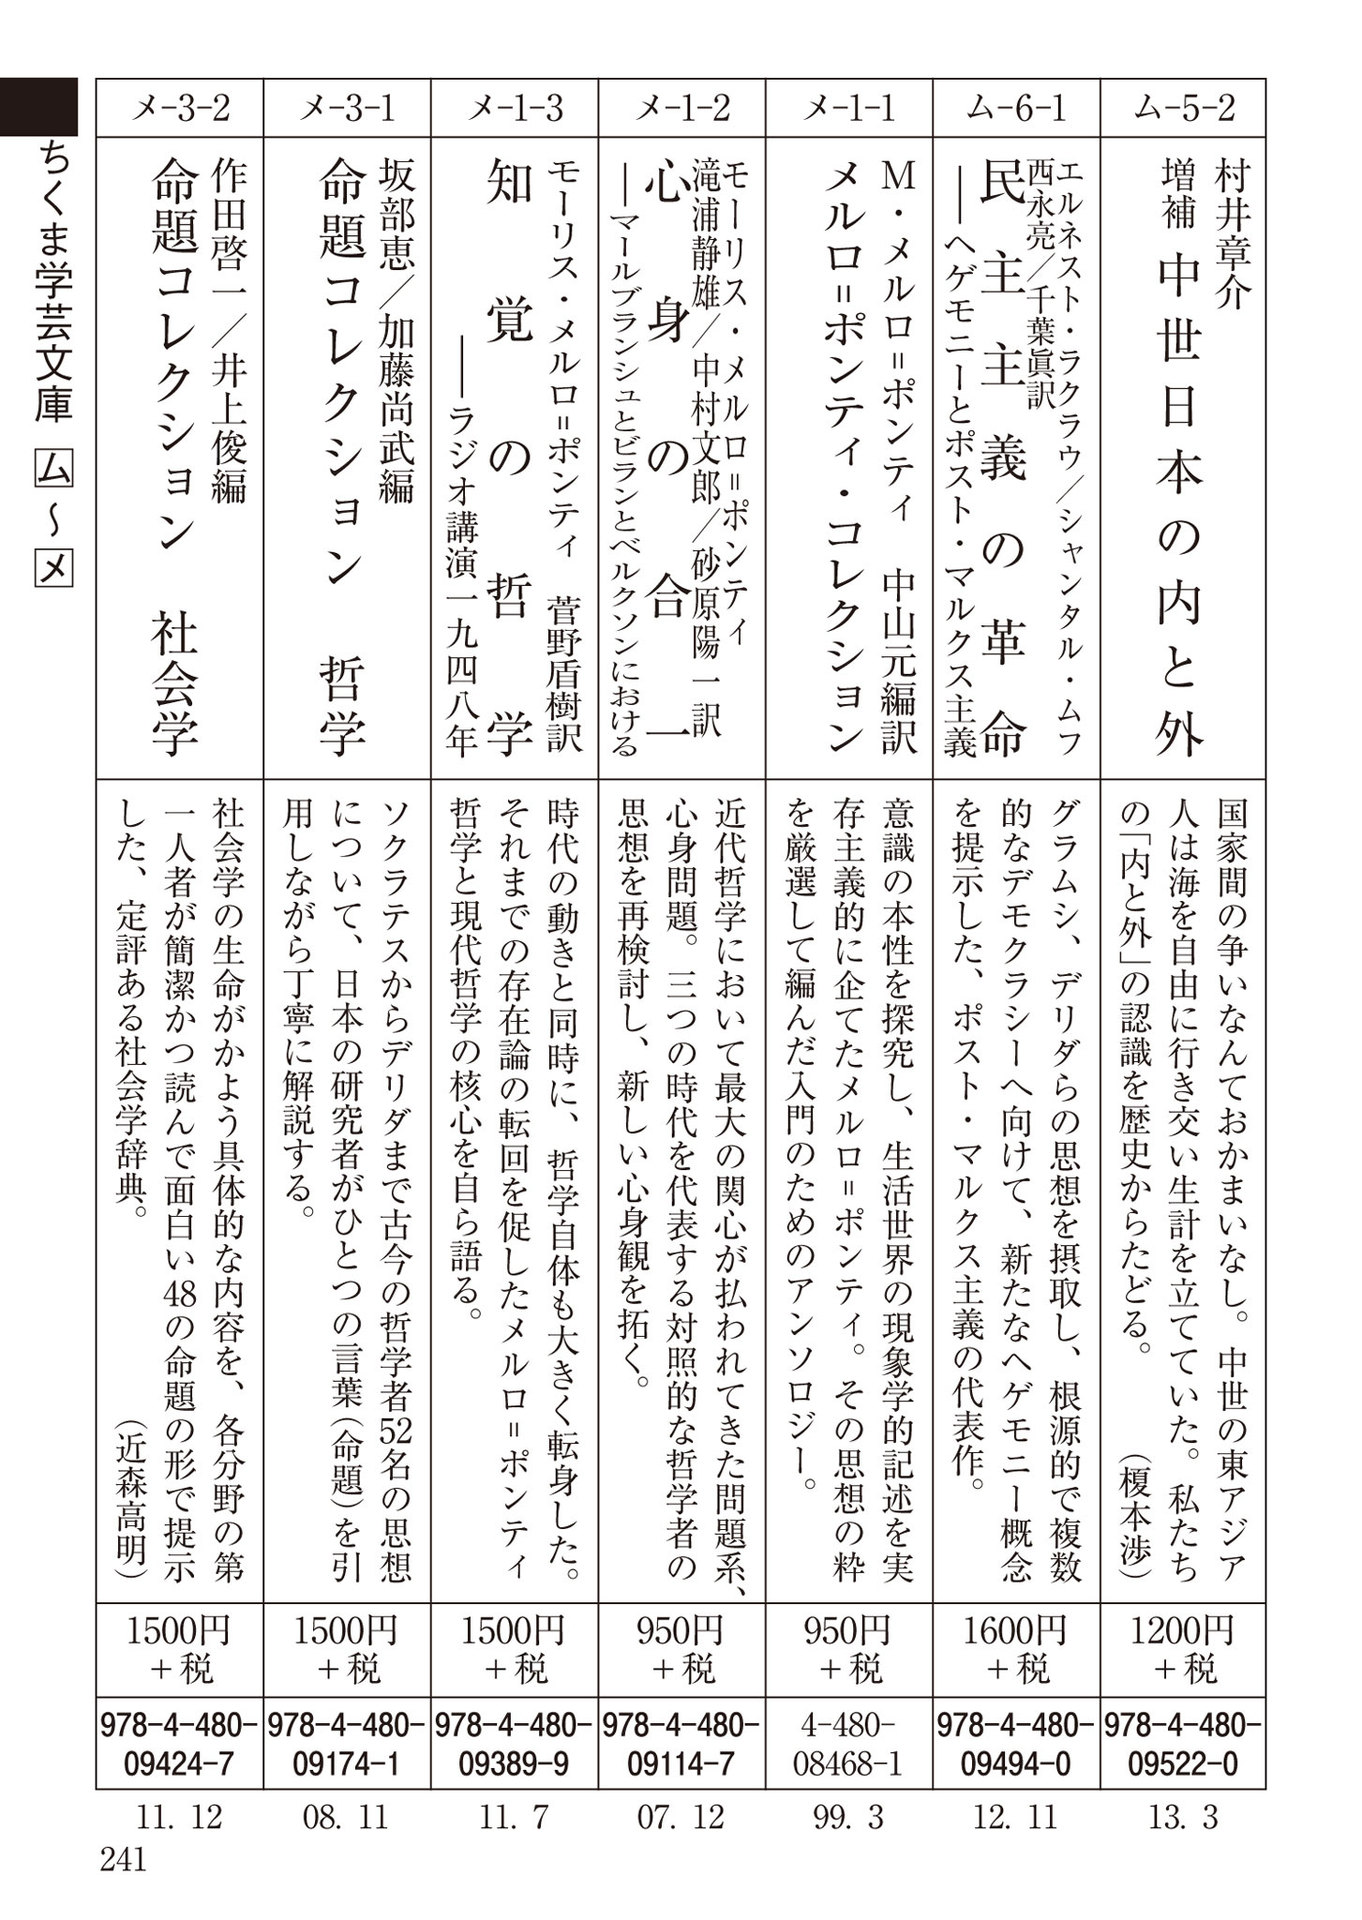 ちくま学芸文庫 ム〜メ
ム-5-2
村井章介
増補 中世日本の内と外
国家間の争いなんておかまいなし。中世の東アジア
人は海を自由に行き交い生計を立てていた。私たち
の「内と外」の認識を歴史からたどる。（榎本渉）
1200円
＋税
978-4-480-
09522-0
13. 3
ム-6-1
エルネスト・ラクラウ／シャンタル・ムフ
西永亮／千葉眞訳
民主主義の革命
――ヘゲモニーとポスト・マルクス主義
グラムシ、デリダらの思想を摂取し、根源的で複数
的なデモクラシーへ向けて、新たなヘゲモニー概念
を提示した、ポスト・マルクス主義の代表作。
1600円
＋税
978-4-480-
09494-0
12. 11
メ-1-1
M・メルロ＝ポンティ 中山元編訳
メルロ＝ポンティ・コレクション
意識の本性を探究し、生活世界の現象学的記述を実
存主義的に企てたメルロ＝ポンティ。その思想の粋
を厳選して編んだ入門のためのアンソロジー。
950円
＋税
4-480-
08468-1
99. 3
メ-1-2
モーリス・メルロ＝ポンティ
滝浦静雄／中村文郎／砂原陽一訳
心身の合一
――マールブランシュとビランとベルクソンにおける
近代哲学において最大の関心が払われてきた問題系、
心身問題。三つの時代を代表する対照的な哲学者の
思想を再検討し、新しい心身観を拓く。
950円
＋税
978-4-480-
09114-7
07. 12
メ-1-3
モーリス・メルロ＝ポンティ 菅野盾樹訳
知覚の哲学
――ラジオ講演一九四八年
時代の動きと同時に、哲学自体も大きく転身した。
それまでの存在論の転回を促したメルロ＝ポンティ
哲学と現代哲学の核心を自ら語る。
1500円
＋税
978-4-480-
09389-9
11. 7
メ-3-1
坂部恵／加藤尚武編
命題コレクション 哲学
ソクラテスからデリダまで古今の哲学者52名の思想
について、日本の研究者がひとつの言葉（命題）を引
用しながら丁寧に解説する。
1500円
＋税
978-4-480-
09174-1
08. 11
メ-3-2
作田啓一／井上俊編
命題コレクション 社会学
社会学の生命がかよう具体的な内容を、各分野の第
一人者が簡潔かつ読んで面白い48の命題の形で提示
した、定評ある社会学辞典。（近森高明）
1500円
＋税
978-4-480-
09424-7
11. 12
241